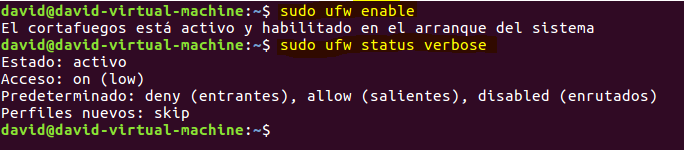 david@david-virtual-machine:~$ sudo ufw enable
El cortafuegos está activo y habilitado en el arranque del sistema
david@david-virtual-machine:~$ sudo ufw status verbose
Estado: activo
Acceso: on (low)
Predeterminado: deny (entrantes), allow (salientes), disabled (enrutados)
Perfiles nuevos: skip
david@david-virtual-machine:~$